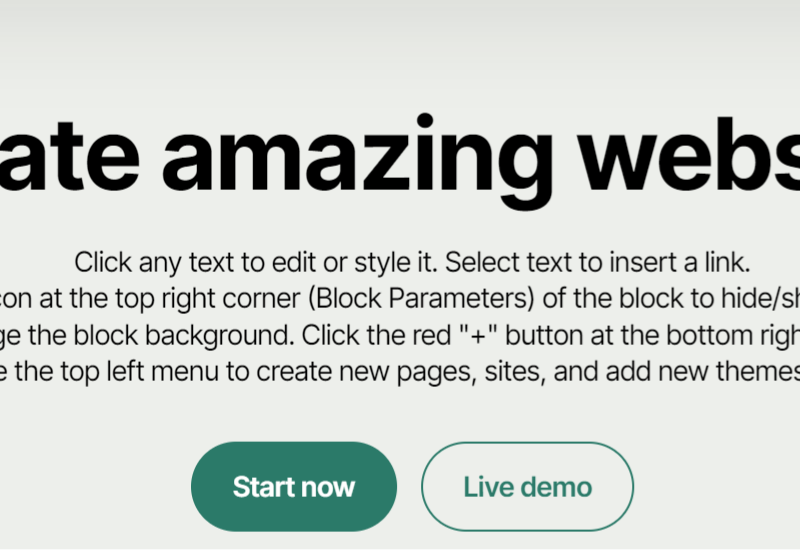 ate amazing webs
Click any text to edit or style it. Select text to insert a link.
con at the top right corner (Block Parameters) of the block to hide/sh
ge the block background. Click the red "+" button at the bottom righ
e the top left menu to create new pages, sites, and add new themes
Start now
Live demo